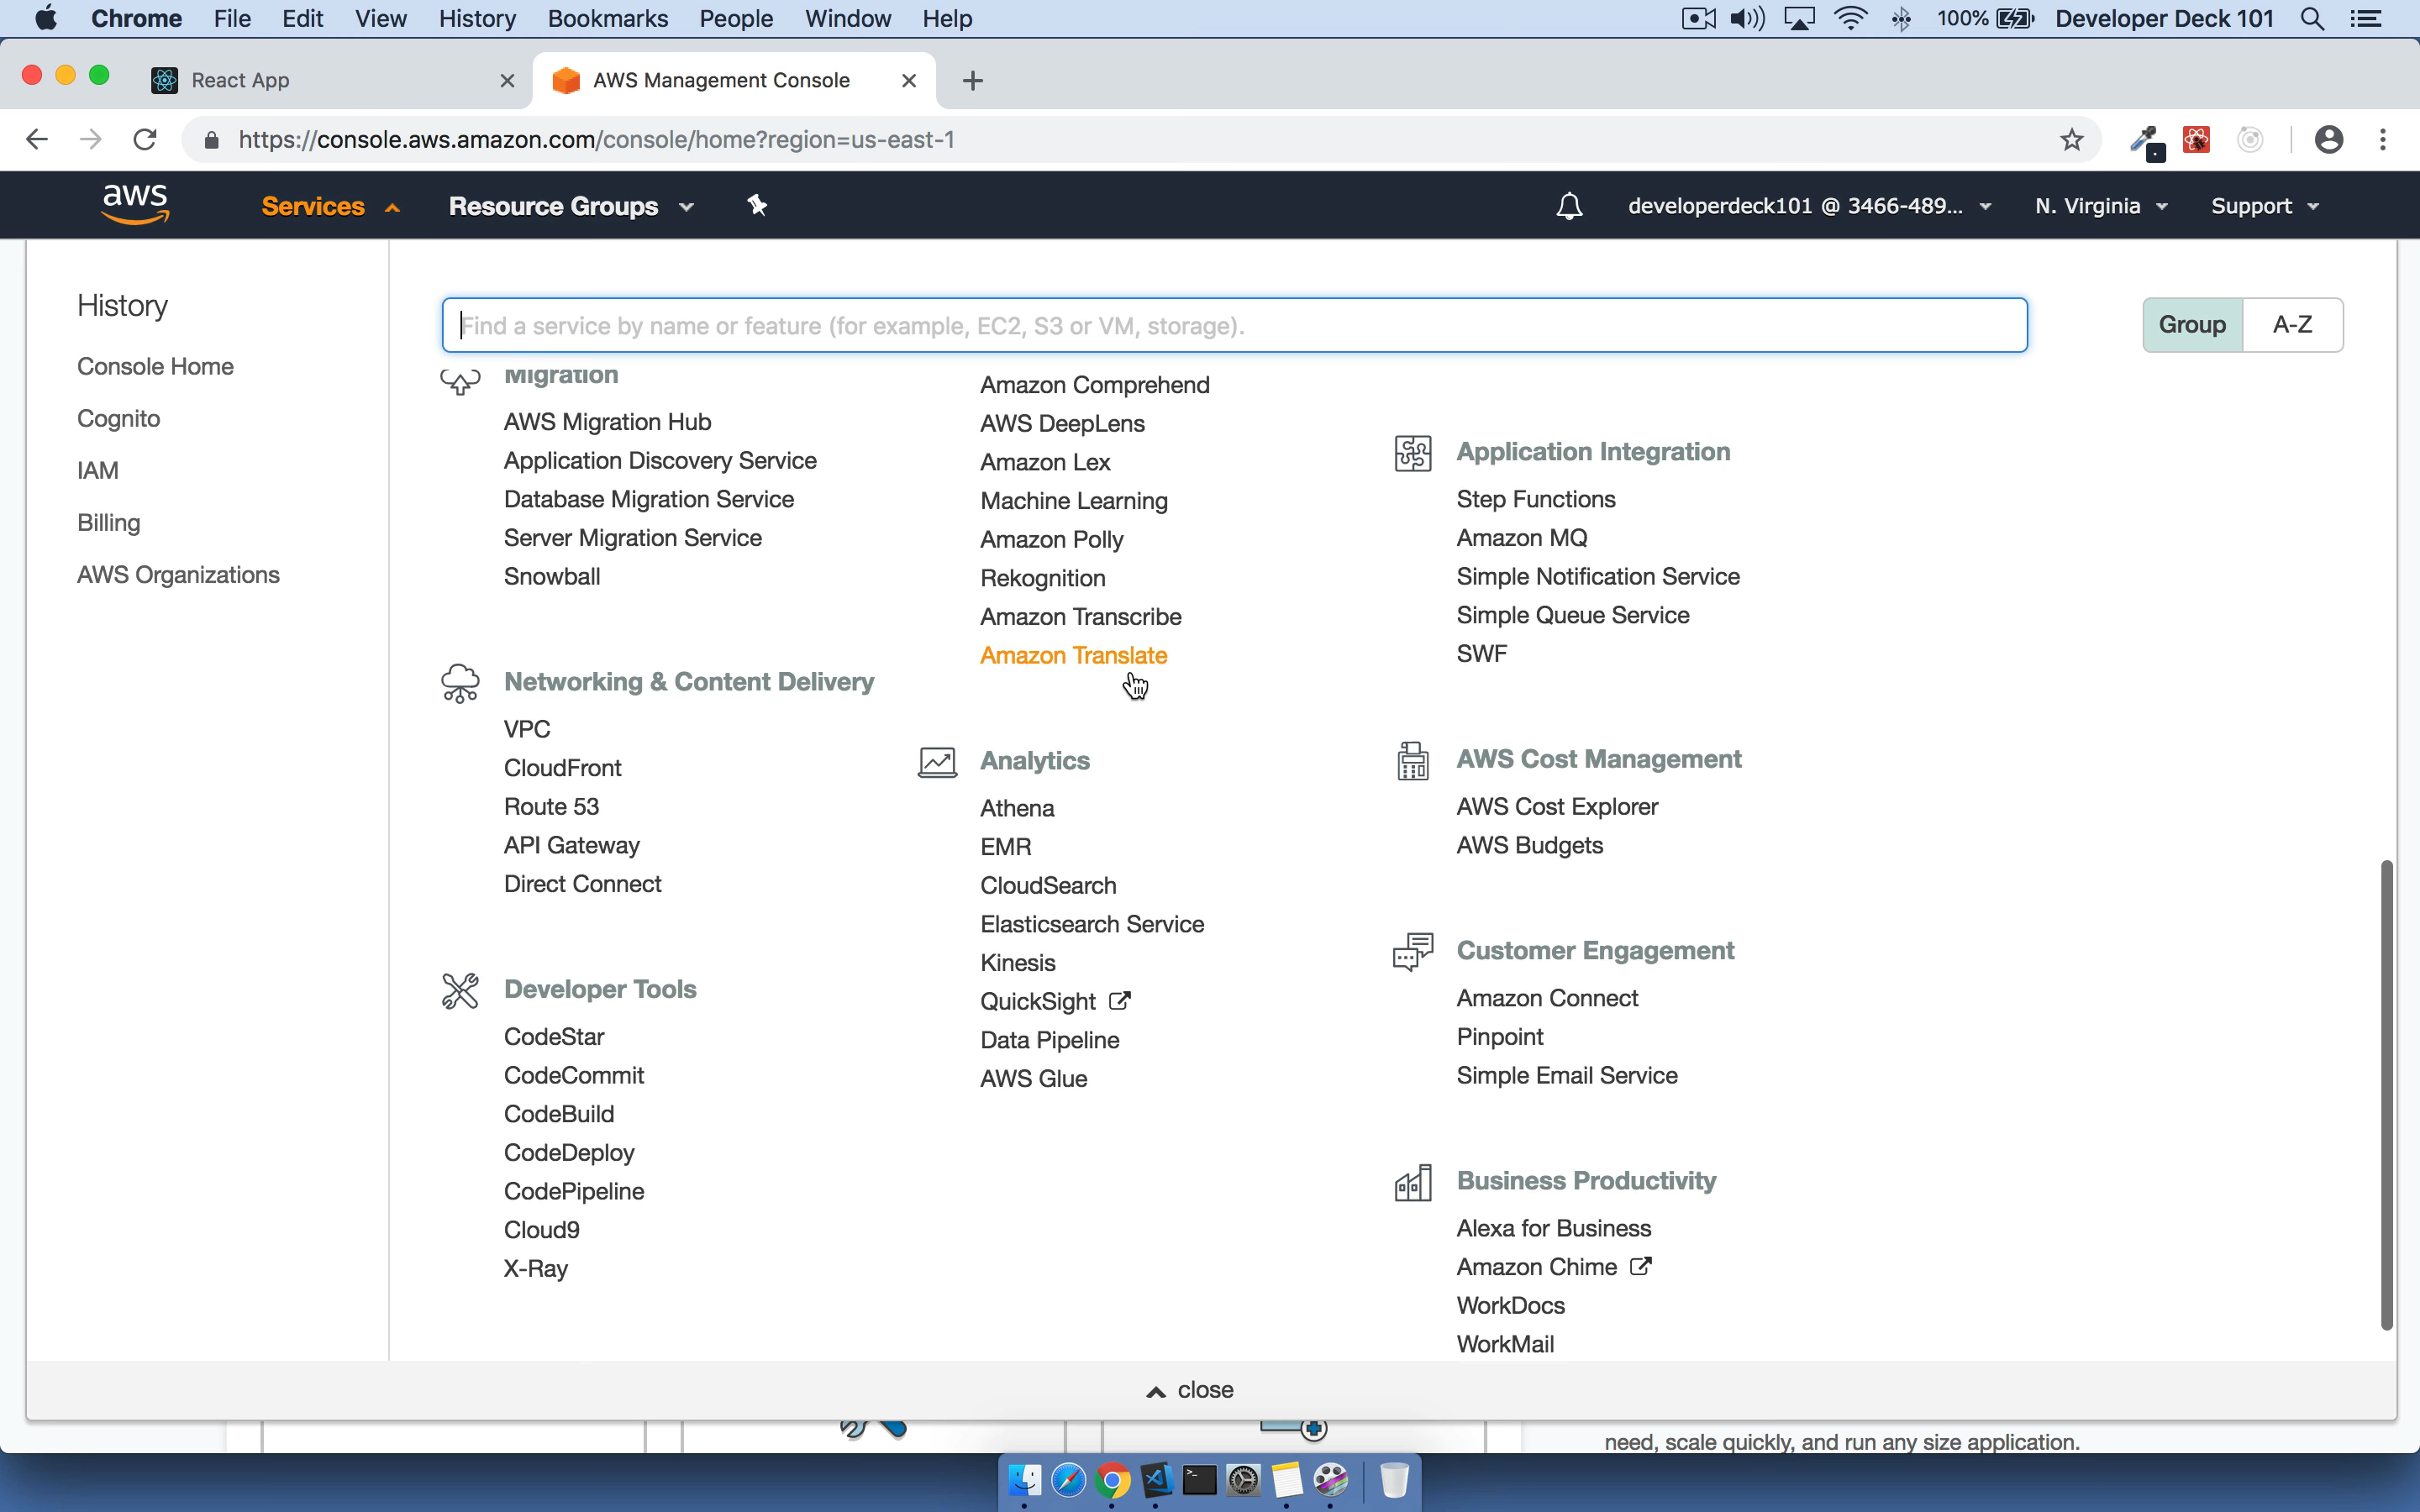 Chrome File Edit View History Bookmarks People Window Help 100% Developer Deck 101
React App
AWS Management Console
https://console.aws.amazon.com/console/home?region=us-east-1
aws Services Resource Groups developerdeck101 @ 3466-489... N. Virginia Support
History
Console Home
Cognito
IAM
Billing
AWS Organizations
Find a service by name or feature (for example, EC2, S3 or VM, storage).
Group A-Z
Migration
AWS Migration Hub
Application Discovery Service
Database Migration Service
Server Migration Service
Snowball
Networking & Content Delivery
VPC
CloudFront
Route 53
API Gateway
Direct Connect
Developer Tools
CodeStar
CodeCommit
CodeBuild
CodeDeploy
CodePipeline
Cloud9
X-Ray
Amazon Comprehend
AWS DeepLens
Amazon Lex
Machine Learning
Amazon Polly
Rekognition
Amazon Transcribe
Amazon Translate
Analytics
Athena
EMR
CloudSearch
Elasticsearch Service
Kinesis
QuickSight
Data Pipeline
AWS Glue
Application Integration
Step Functions
Amazon MQ
Simple Notification Service
Simple Queue Service
SWF
AWS Cost Management
AWS Cost Explorer
AWS Budgets
Customer Engagement
Amazon Connect
Pinpoint
Simple Email Service
Business Productivity
Alexa for Business
Amazon Chime
WorkDocs
WorkMail
close
need, scale quickly, and run any size application.